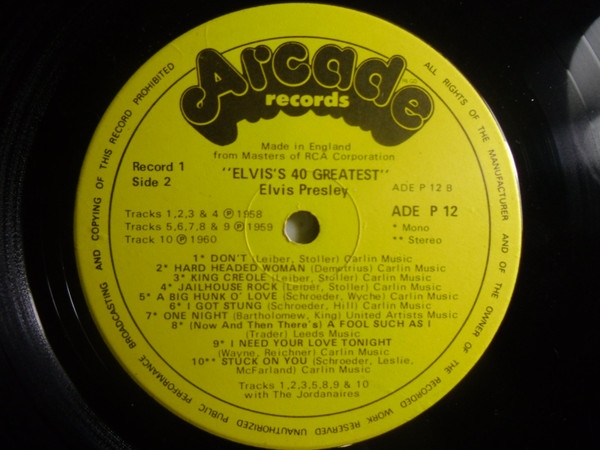 Arcade
records
Made in England
from Masters of RCA Corporation
Record 1
Side 2
"ELVIS'S 40 GREATEST"
Elvis Presley
ADE P 12 B
ADE P 12
Tracks 1,2,3 & 4 Ⓟ 1958
Tracks 5,6,7,8 & 9 Ⓟ 1959
Track 10 Ⓟ 1960
* Mono
** Stereo
1* DON'T (Leiber, Stoller) Carlin Music
2* HARD HEADED WOMAN (Demetrius) Carlin Music
3* KING CREOLE (Leiber, Stoller) Carlin Music
4* JAILHOUSE ROCK (Leiber, Stoller) Carlin Music
5* A BIG HUNK O' LOVE (Schroeder, Wyche) Carlin Music
6* I GOT STUNG (Schroeder, Hill) Carlin Music
7* ONE NIGHT (Bartholomew, King) United Artists Music
8* (Now And Then There's) A FOOL SUCH AS I
(Trader) Leeds Music
9* I NEED YOUR LOVE TONIGHT
(Wayne, Reichner) Carlin Music
10** STUCK ON YOU (Schroeder, Leslie,
McFarland) Carlin Music
Tracks 1,2,3,5,8,9 & 10
with The Jordanaires
ALL RIGHTS OF THE MANUFACTURER AND OF THE OWNER OF THE RECORDED WORK RESERVED UNAUTHORIZED PUBLIC PERFORMANCE BROADCASTING AND COPYING OF THIS RECORD PROHIBITED